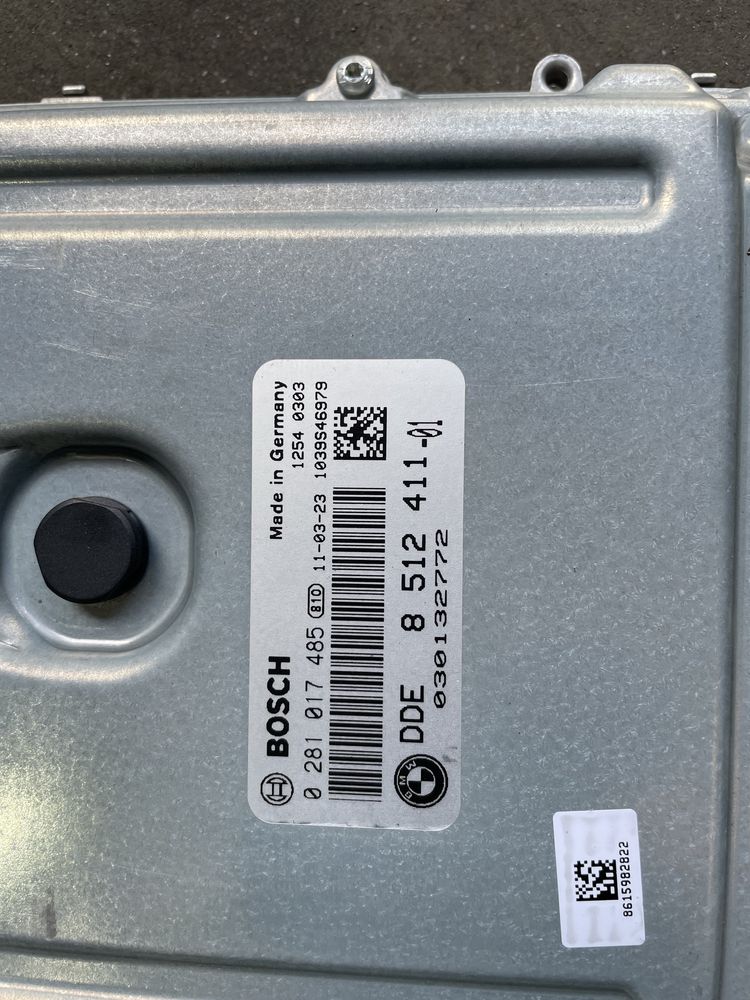 BOSCH
Made in Germany
1254 0303
0 281 017 485 810 11-03-23 1039S46979
BMW
DDE 8 512 411-01
030132772
8615982822